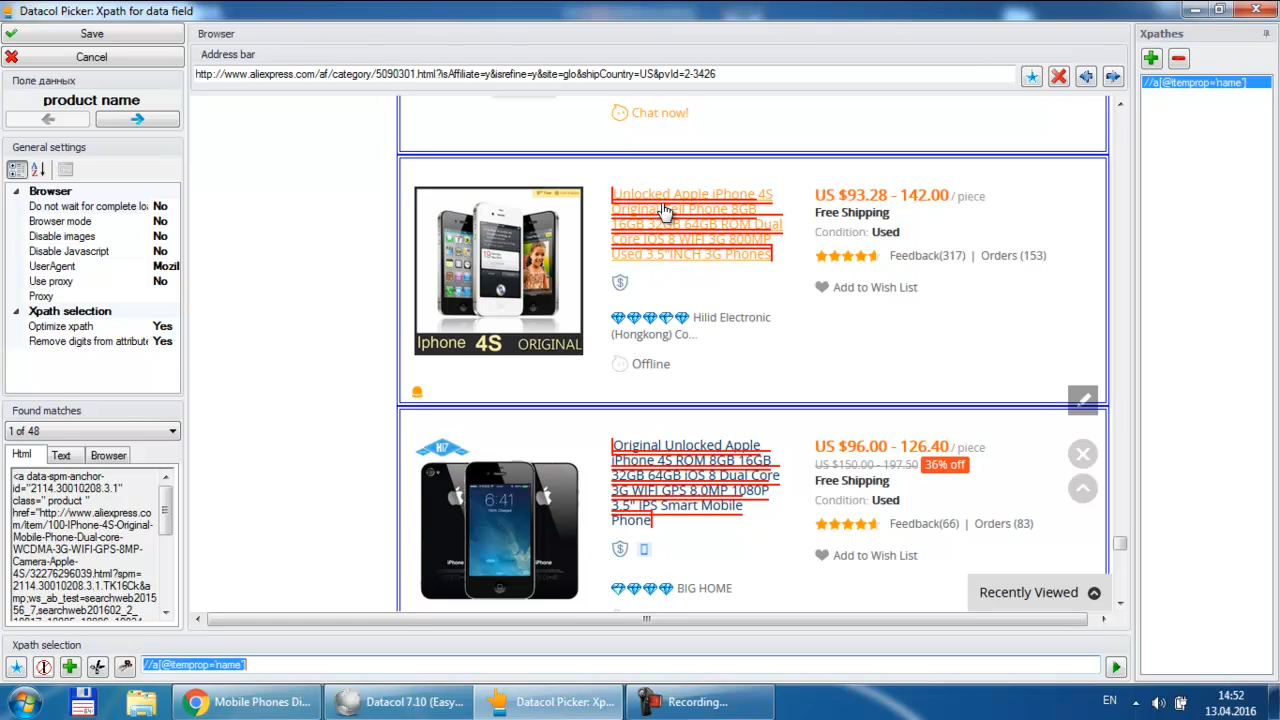 Datacol Picker: Xpath for data field
Save
Cancel
Поле данных
product name
General settings
Browser
Do not wait for complete loa No
Browser mode No
Disable images No
Disable Javascript No
UserAgent Mozil
Use proxy No
Proxy
Xpath selection
Optimize xpath Yes
Remove digits from attribute Yes
Found matches
1 of 48
Html Text Browser
<a data-spm-anchor-
id="2114.30010208.3.1"
class=" product "
href="http://www.aliexpress.co
m/item/100-IPhone-4S-Original-
Mobile-Phone-Dual-core-
WCDMA-3G-WIFI-GPS-8MP-
Camera-Apple-
4S/32276296039.html?spm=
2114.30010208.3.1.TK16Ck&a
mp;ws_ab_test=searchweb2015
56_7,searchweb201602_2_
Browser
Address bar
http://www.aliexpress.com/af/category/5090301.html?isAffiliate=y&isrefine=y&site=glo&shipCountry=US&pvId=2-3426
Chat now!
Iphone 4S ORIGINAL
Unlocked Apple iPhone 4S
Original Cell Phone 8GB
16GB 32GB 64GB ROM Dual
Core IOS 8 WIFI 3G 800MP
Used 3.5"INCH 3G Phones
Hilid Electronic
(Hongkong) Co...
Offline
US $93.28 - 142.00 / piece
Free Shipping
Condition: Used
Feedback(317) | Orders (153)
Add to Wish List
Hi7
6:41
iPhone
iPhone
Original Unlocked Apple
iPhone 4S ROM 8GB 16GB
32GB 64GB iOS 8 Dual Core
3G WIFI GPS 8.0MP 1080P
3.5" IPS Smart Mobile
Phone
BIG HOME
US $96.00 - 126.40 / piece
US $150.00 - 197.50 36% off
Free Shipping
Condition: Used
Feedback(66) | Orders (83)
Add to Wish List
Recently Viewed
Xpathes
//a[@itemprop='name']
Xpath selection
//a[@itemprop='name']
Mobile Phones Di...
Datacol 7.10 (Easy...
Datacol Picker: Xp...
Recording...
EN
14:52
13.04.2016